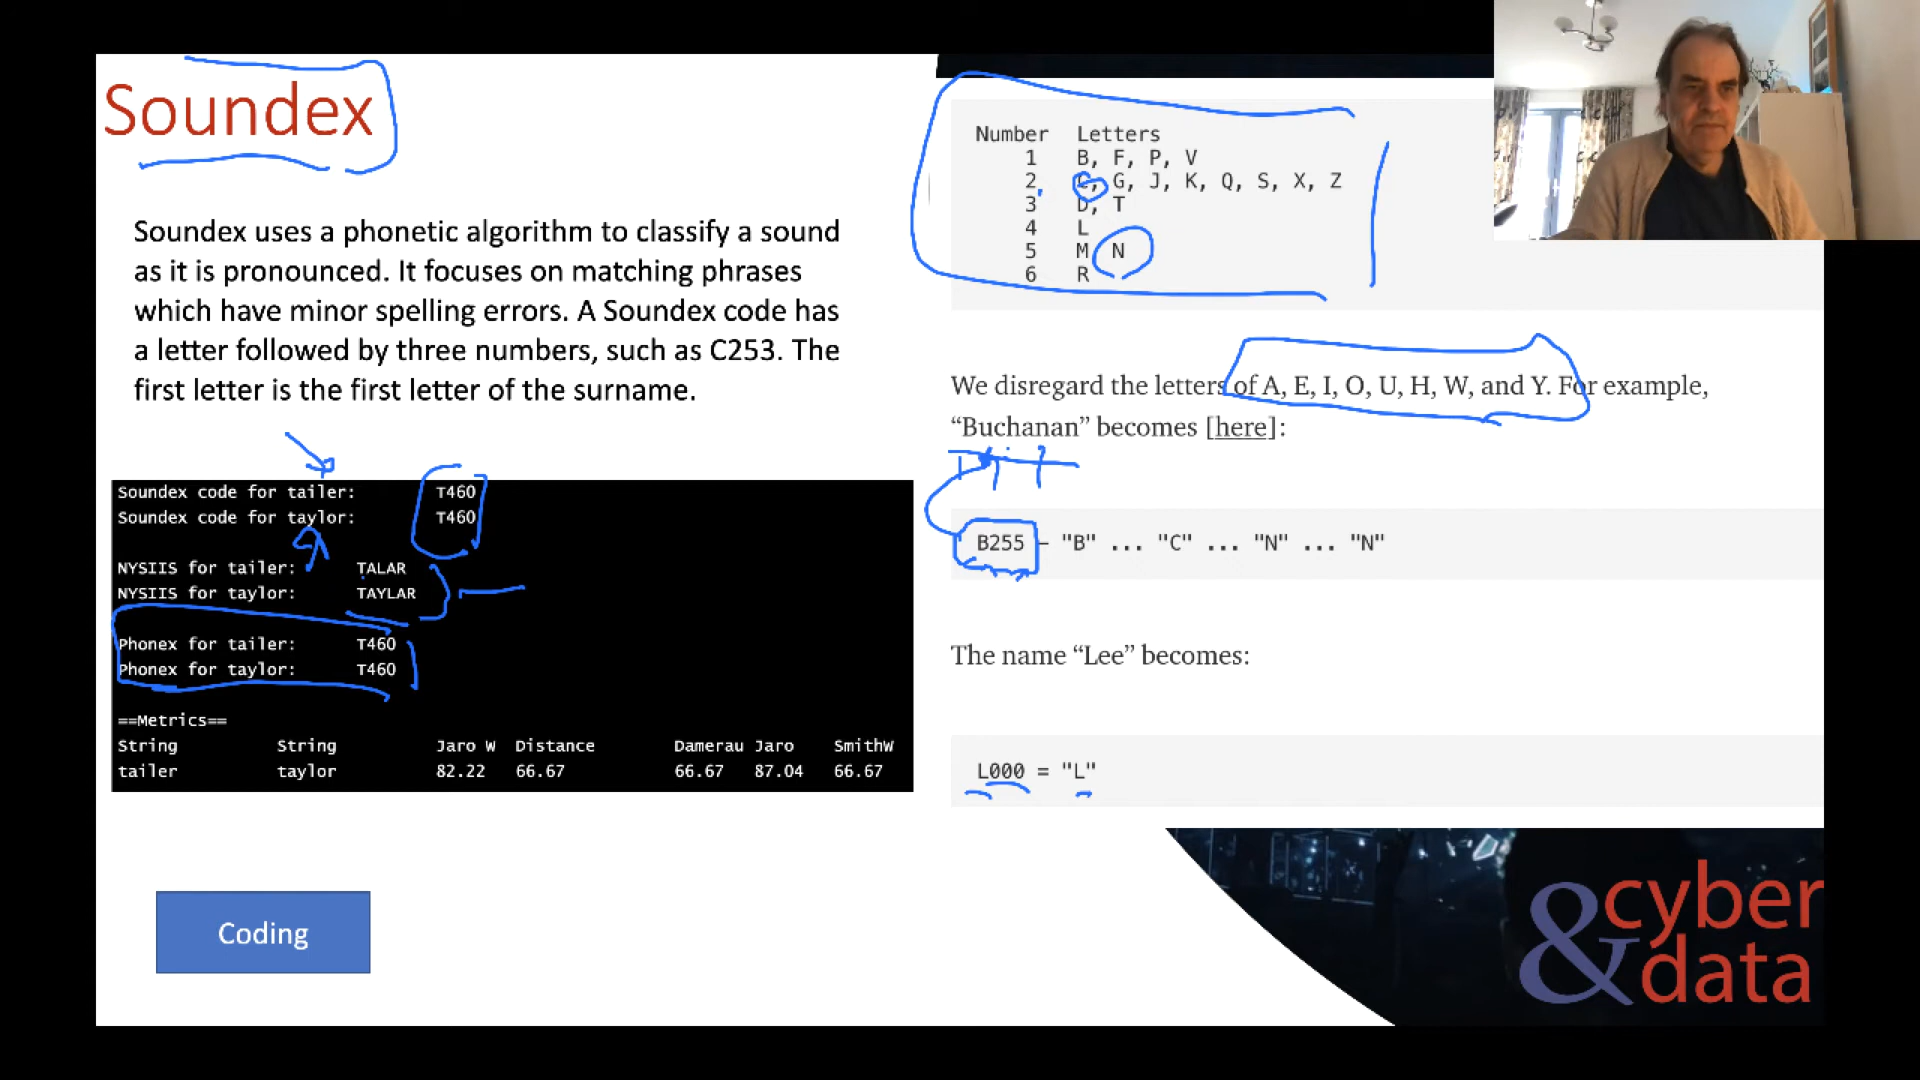 Soundex
Soundex uses a phonetic algorithm to classify a sound
as it is pronounced. It focuses on matching phrases
which have minor spelling errors. A Soundex code has
a letter followed by three numbers, such as C253. The
first letter is the first letter of the surname.
Soundex code for tailer: T460
Soundex code for taylor: T460
NYSIIS for tailer: TALAR
NYSIIS for taylor: TAYLAR
Phonex for tailer: T460
Phonex for taylor: T460
==Metrics==
String String Jaro W Distance Damerau Jaro SmithW
tailer taylor 82.22 66.67 66.67 87.04 66.67
Coding
Number Letters
1 B, F, P, V
2 C, G, J, K, Q, S, X, Z
3 D, T
4 L
5 M N
6 R
We disregard the letters of A, E, I, O, U, H, W, and Y. For example,
“Buchanan” becomes [here]:
B255 - "B" ... "C" ... "N" ... "N"
The name “Lee” becomes:
L000 = "L"
cyber
&data